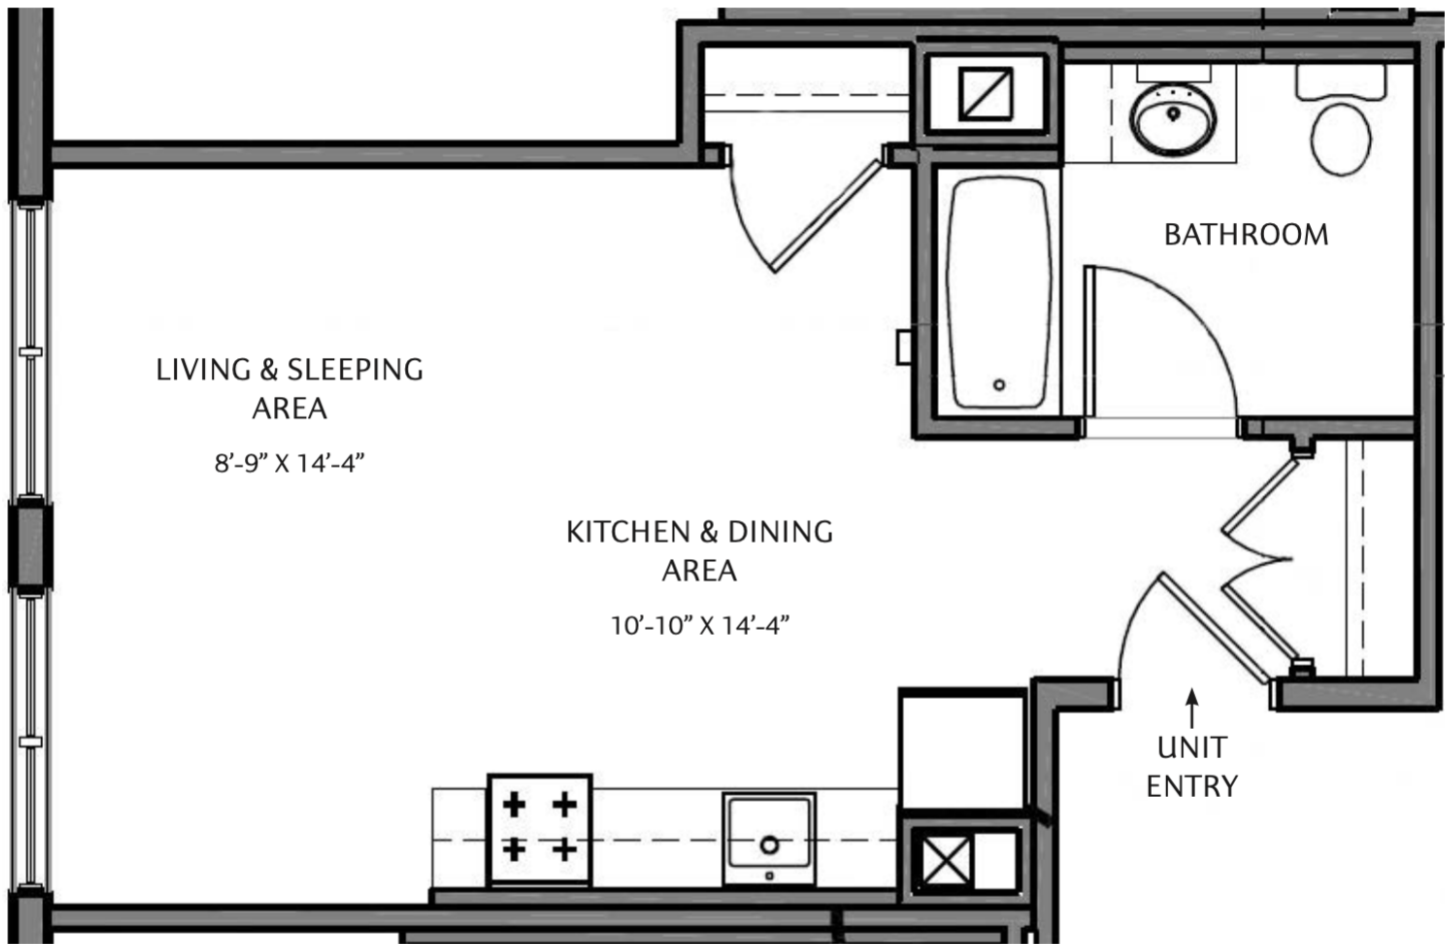 BATHROOM
LIVING & SLEEPING
AREA
8’-9” X 14’-4”
KITCHEN & DINING
AREA
10’-10” X 14’-4”
UNIT
ENTRY